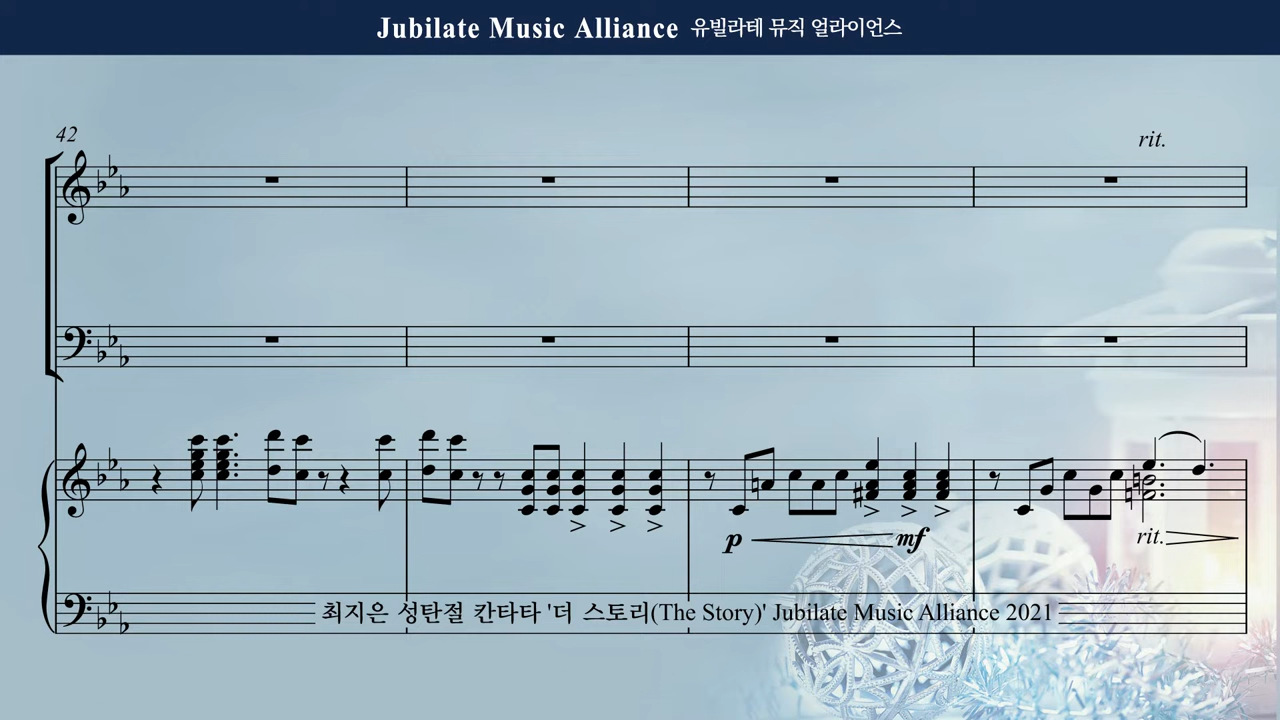 Jubilate Music Alliance 유빌라테 뮤직 얼라이언스
42
rit.
p mf
rit.
최지은 성탄절 칸타타 '더 스토리(The Story)' Jubilate Music Alliance 2021